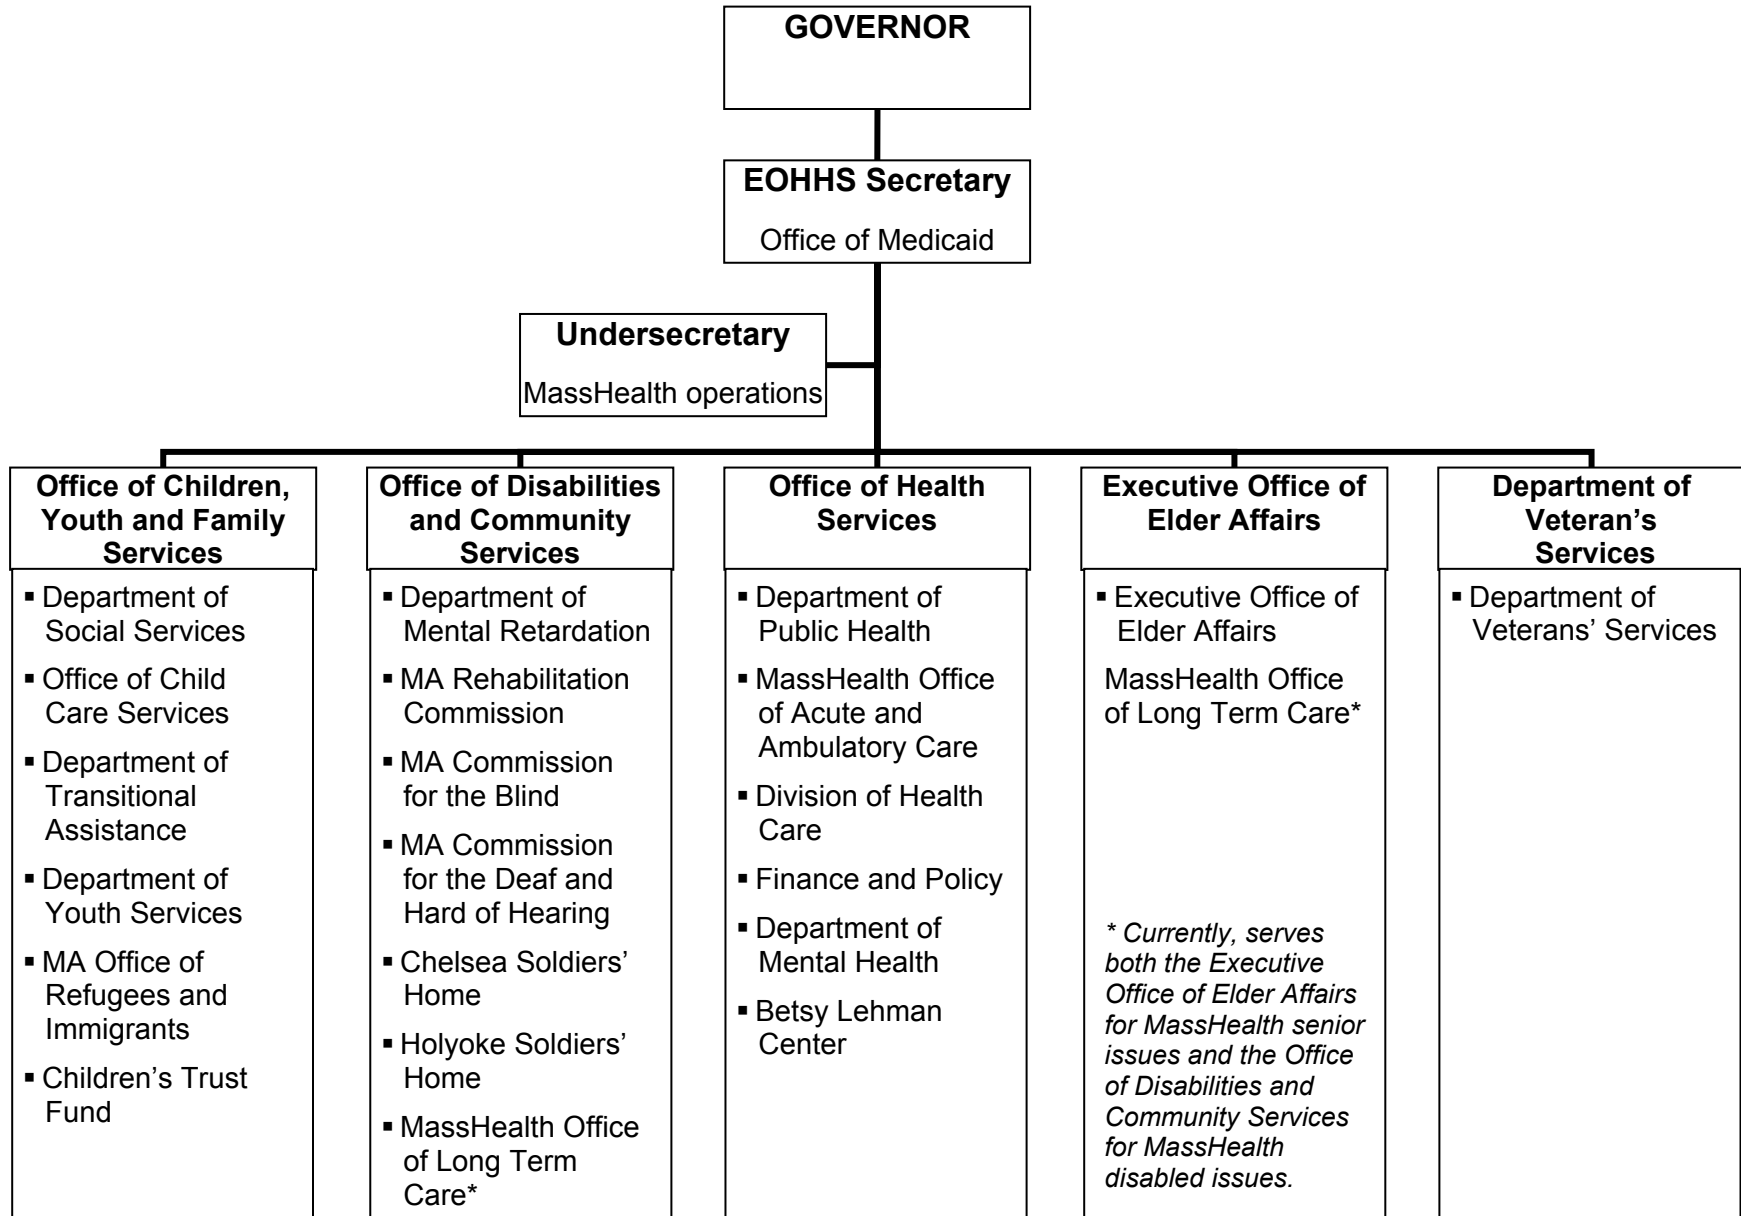 GOVERNOR
EOHHS Secretary
Office of Medicaid
Undersecretary
MassHealth operations
Office of Children,
Youth and Family
Services
▪ Department of
Social Services
▪ Office of Child
Care Services
▪ Department of
Transitional
Assistance
▪ Department of
Youth Services
▪ MA Office of
Refugees and
Immigrants
▪ Children’s Trust
Fund
Office of Disabilities
and Community
Services
▪ Department of
Mental Retardation
▪ MA Rehabilitation
Commission
▪ MA Commission
for the Blind
▪ MA Commission
for the Deaf and
Hard of Hearing
▪ Chelsea Soldiers’
Home
▪ Holyoke Soldiers’
Home
▪ MassHealth Office
of Long Term
Care*
Office of Health
Services
▪ Department of
Public Health
▪ MassHealth Office
of Acute and
Ambulatory Care
▪ Division of Health
Care
▪ Finance and Policy
▪ Department of
Mental Health
▪ Betsy Lehman
Center
Executive Office of
Elder Affairs
▪ Executive Office of
Elder Affairs
MassHealth Office
of Long Term Care*
* Currently, serves
both the Executive
Office of Elder Affairs
for MassHealth senior
issues and the Office
of Disabilities and
Community Services
for MassHealth
disabled issues.
Department of
Veteran’s
Services
▪ Department of
Veterans’ Services